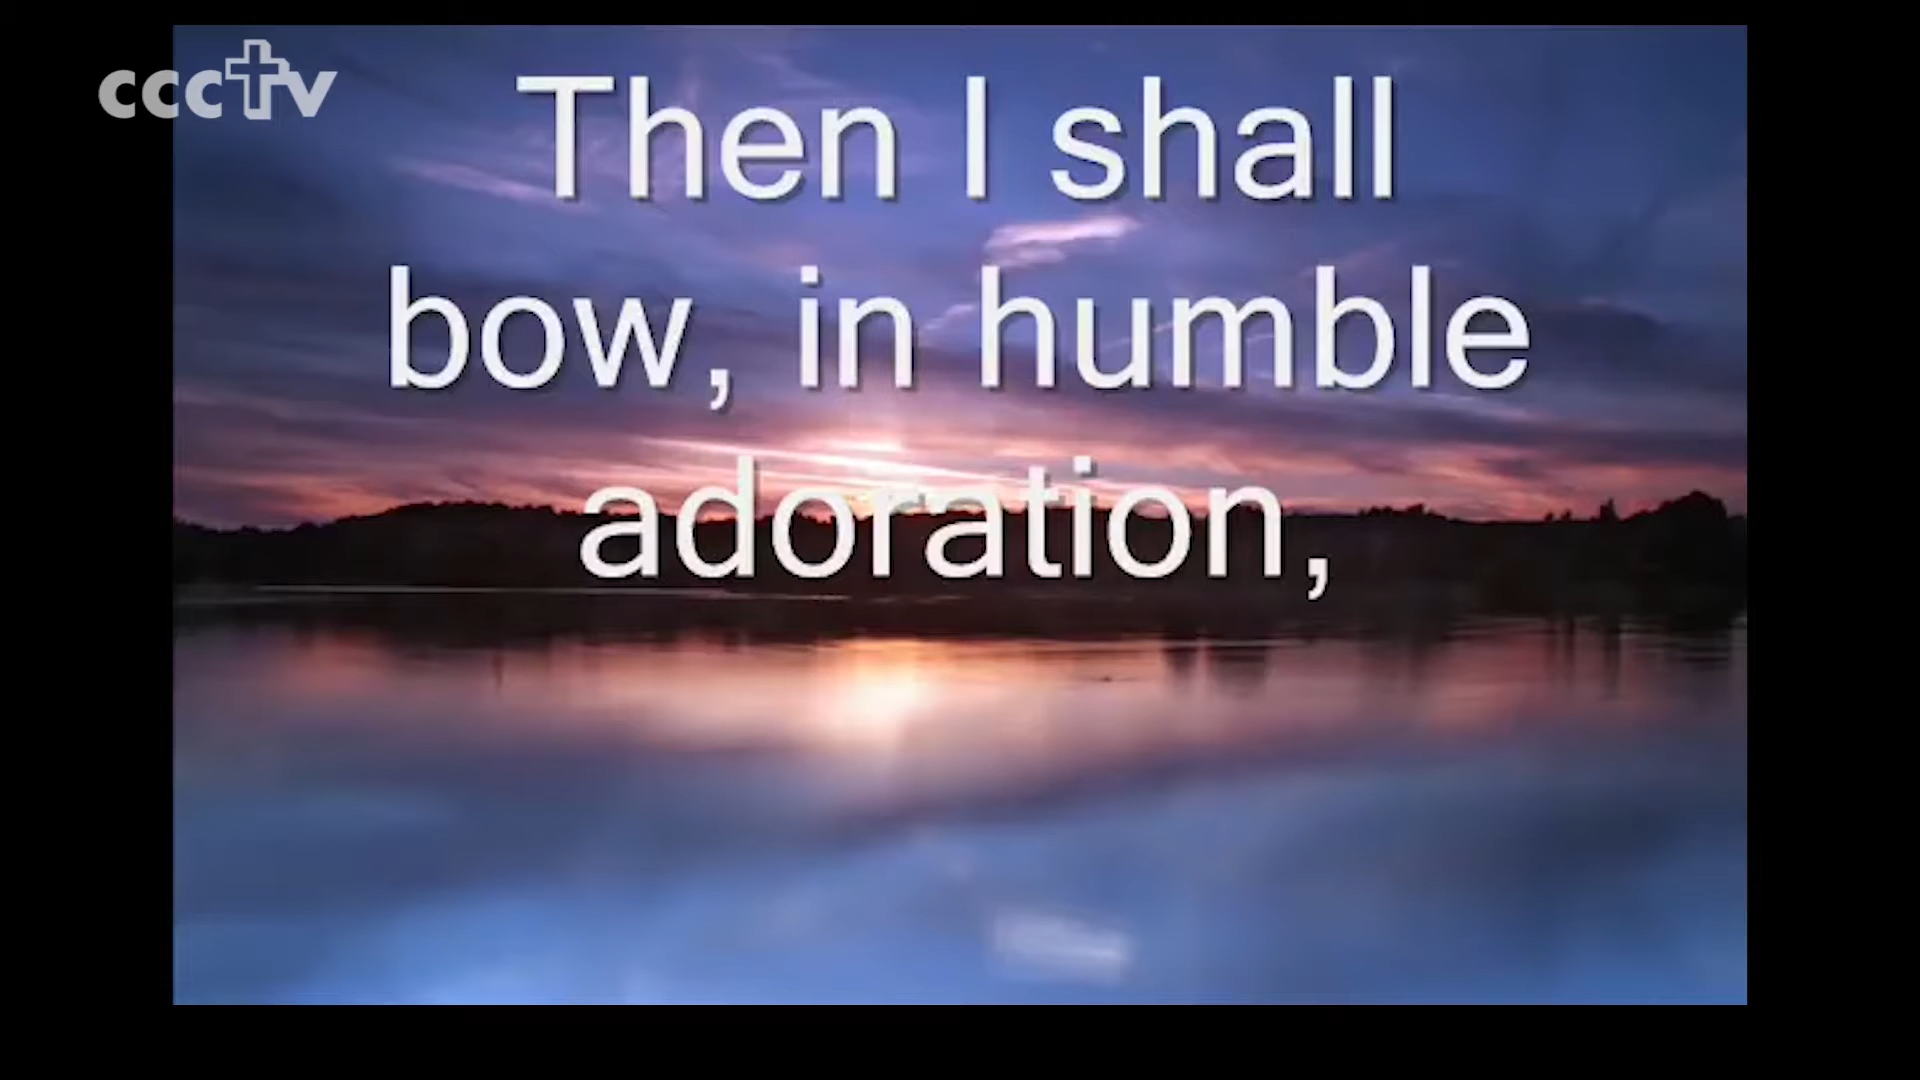 ccctv
Then I shall
bow, in humble
adoration,